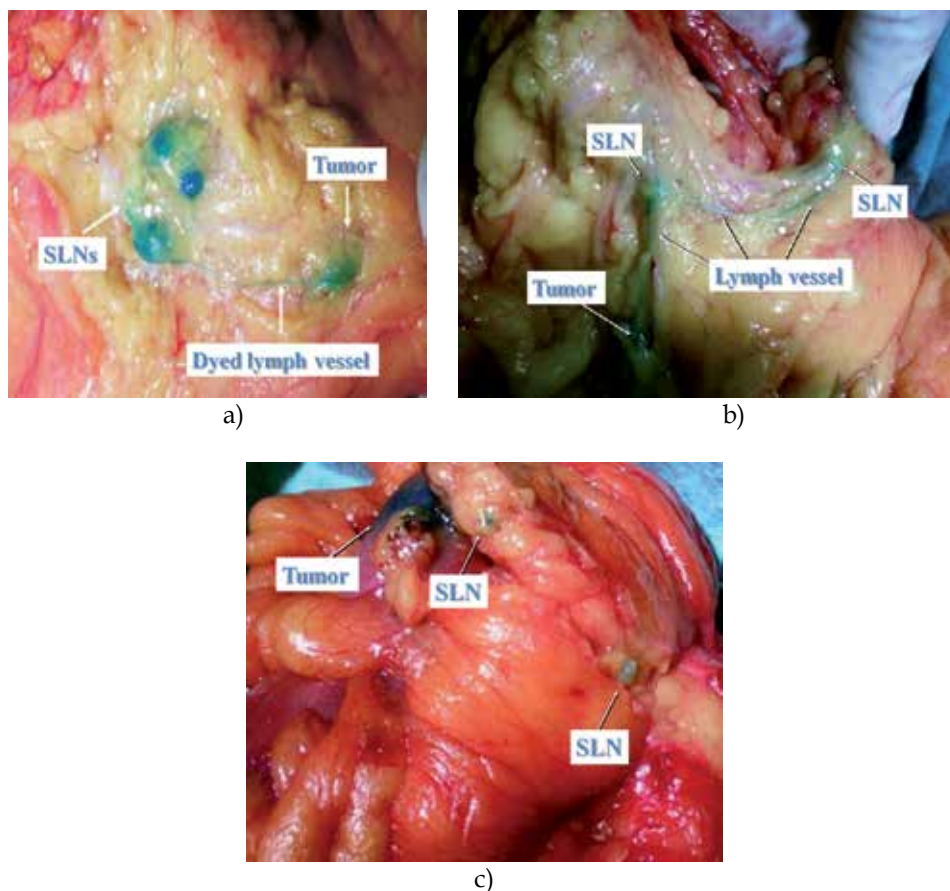 Tumor
SLNs
Dyed lymph vessel
a)
SLN
SLN
Lymph vessel
Tumor
b)
Tumor
SLN
SLN
c)